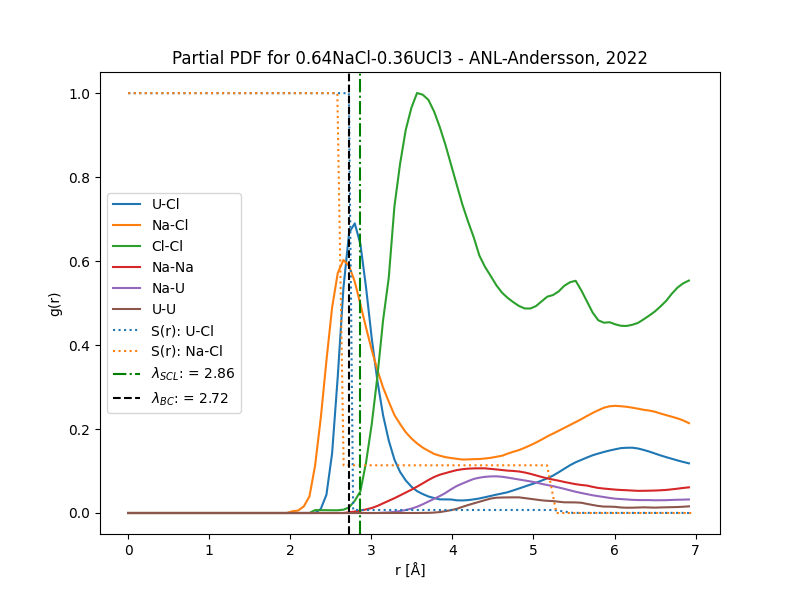 Partial PDF for 0.64NaCl-0.36UCl3 - ANL-Andersson, 2022
1.0
0.8
0.6
0.4
0.2
0.0
g(r)
U-Cl
Na-Cl
Cl-Cl
Na-Na
Na-U
U-U
S(r): U-Cl
S(r): Na-Cl
λSCL: = 2.86
λBC: = 2.72
0 1 2 3 4 5 6 7
r [Å]